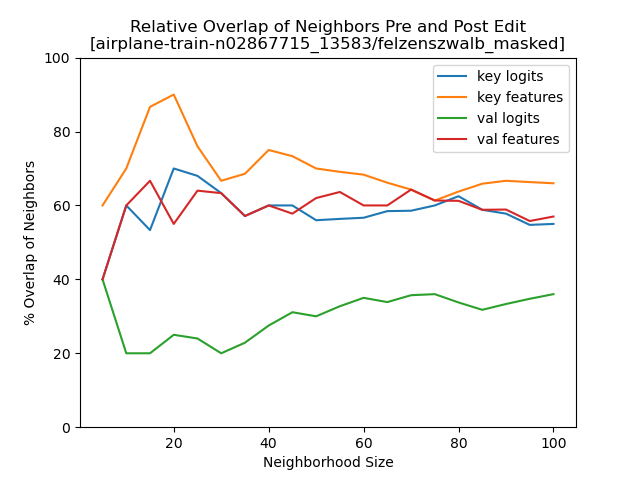 Relative Overlap of Neighbors Pre and Post Edit
[airplane-train-n02867715_13583/felzenszwalb_masked]
100
80
60
40
20
0
% Overlap of Neighbors
key logits
key features
val logits
val features
20
40
60
80
100
Neighborhood Size